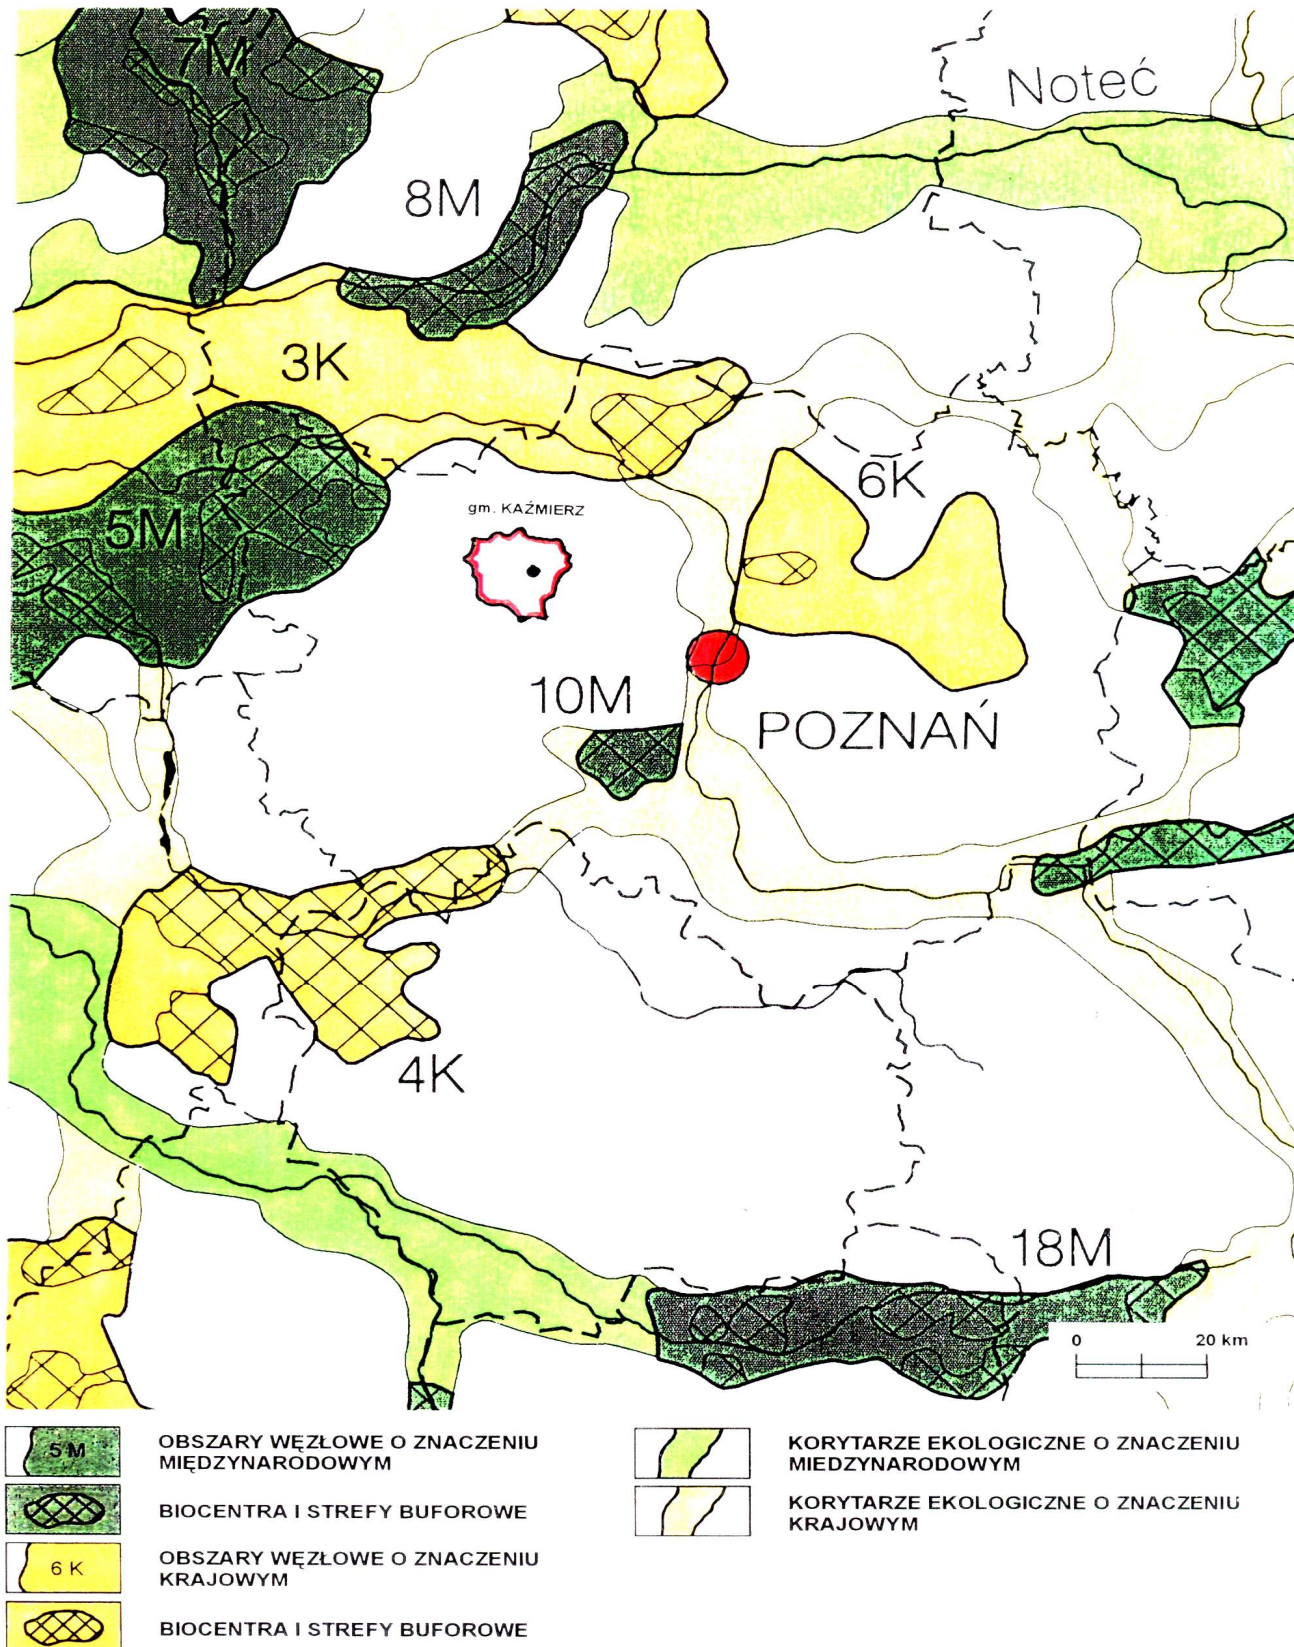 7M
Noteć
8M
3K
6K
gm. KAŹMIERZ
5M
10M
POZNAŃ
4K
18M
0 20 km
5 M
OBSZARY WĘZŁOWE O ZNACZENIU
MIĘDZYNARODOWYM
BIOCENTRA I STREFY BUFOROWE
6 K
OBSZARY WĘZŁOWE O ZNACZENIU
KRAJOWYM
BIOCENTRA I STREFY BUFOROWE
KORYTARZE EKOLOGICZNE O ZNACZENIU
MIEDZYNARODOWYM
KORYTARZE EKOLOGICZNE O ZNACZENIU
KRAJOWYM